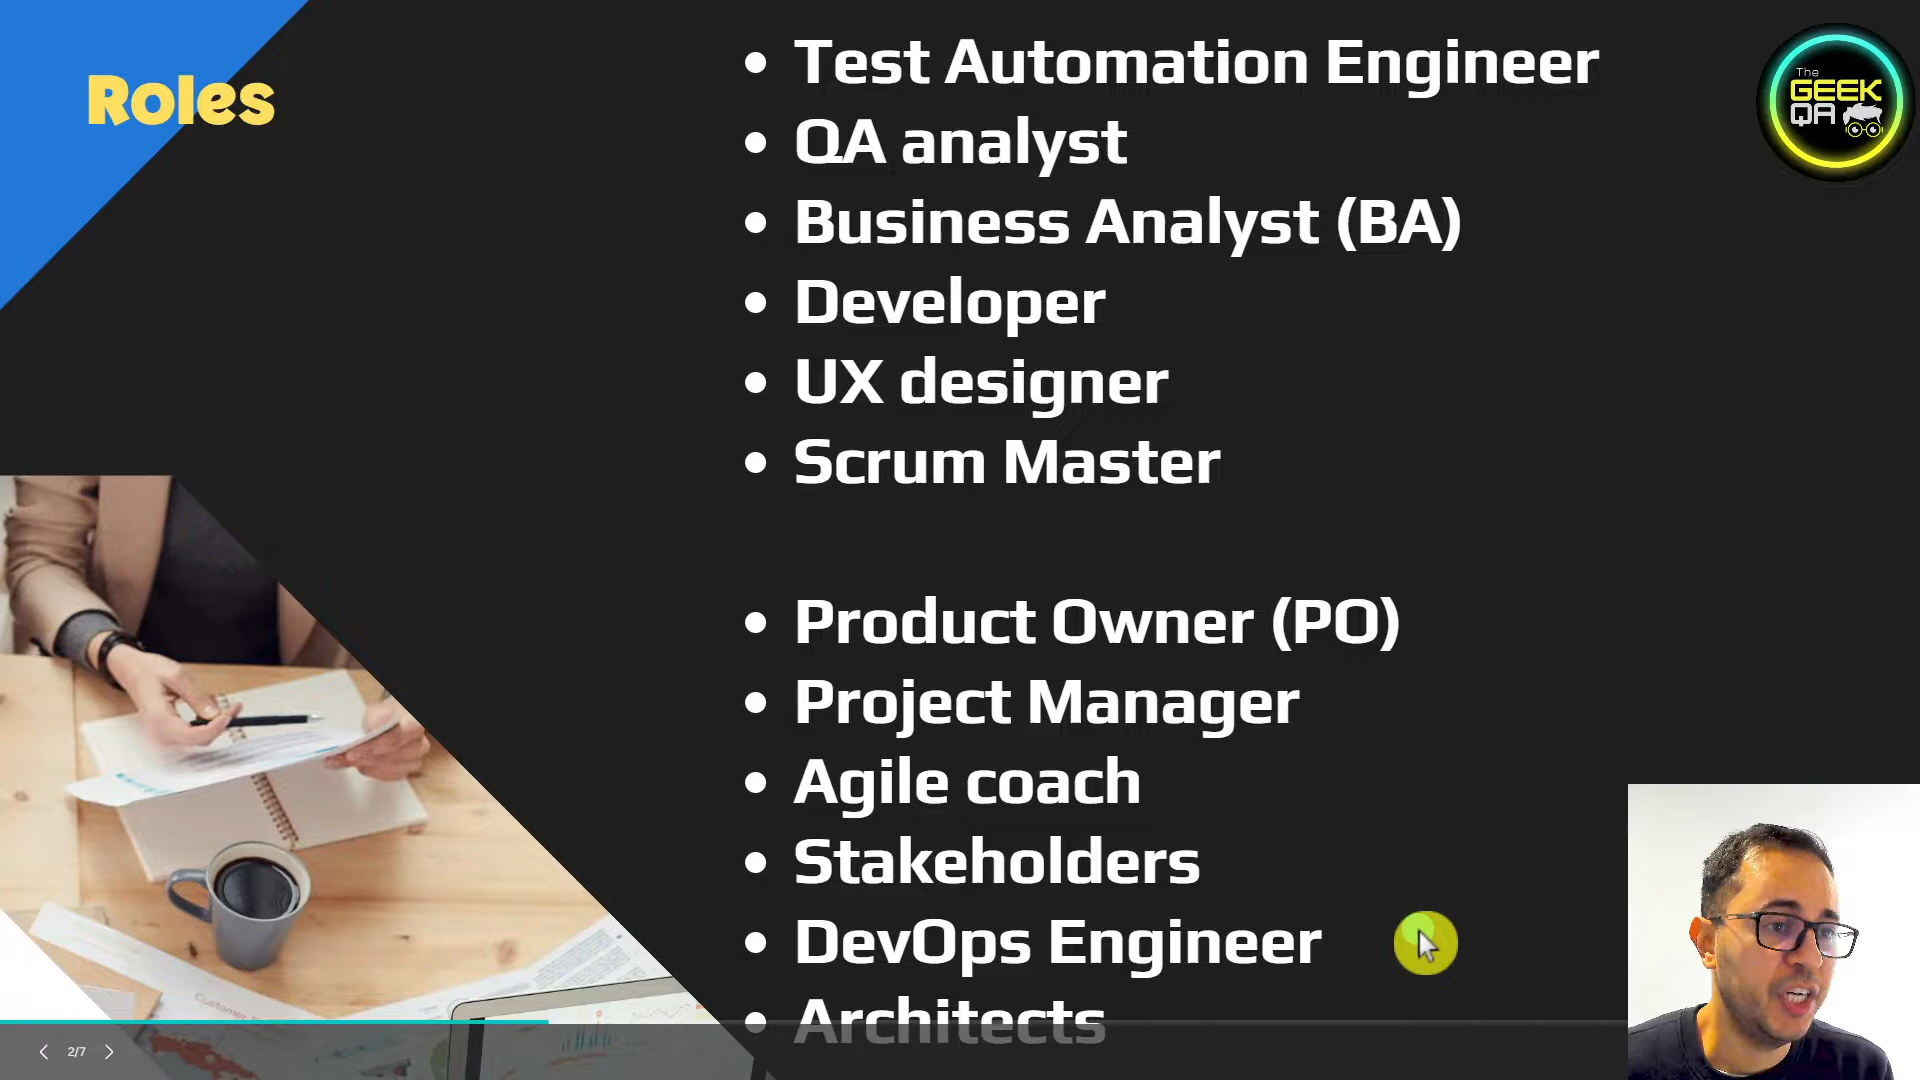 Roles
• Test Automation Engineer
• QA analyst
• Business Analyst (BA)
• Developer
• UX designer
• Scrum Master
• Product Owner (PO)
• Project Manager
• Agile coach
• Stakeholders
• DevOps Engineer
• Architects
The
GEEK
QA
Customer
2/7